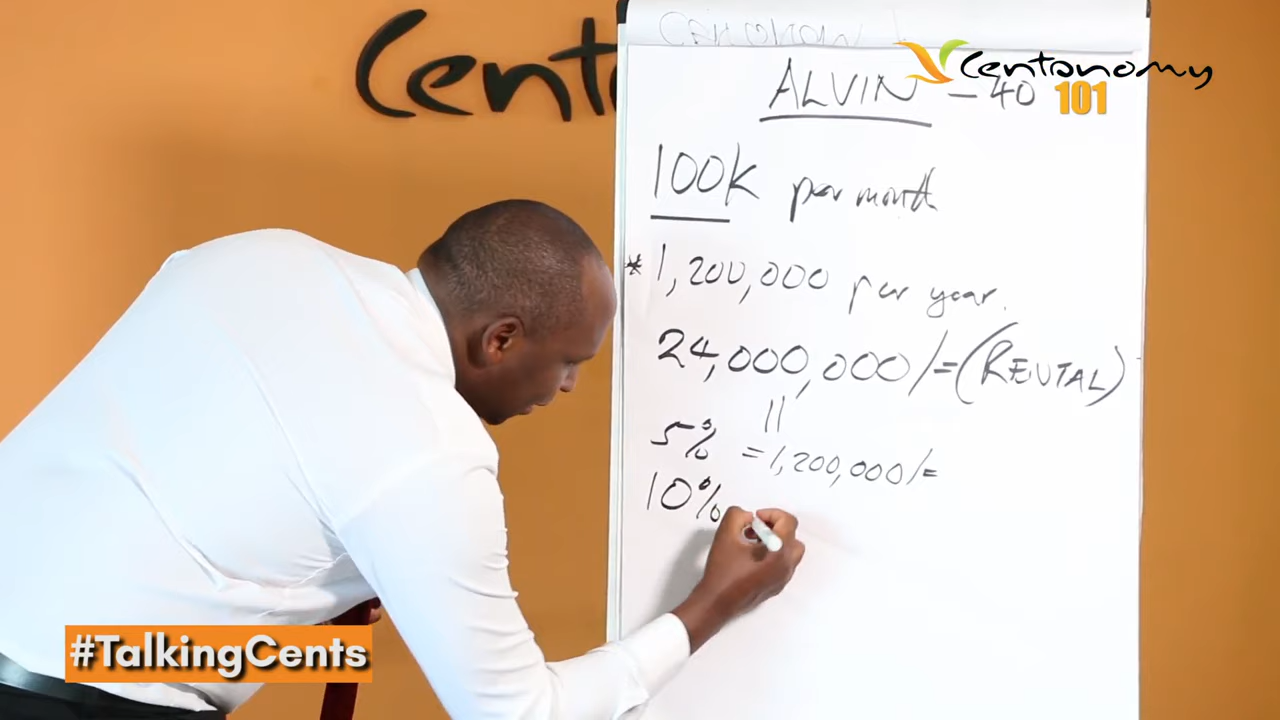 Cent
Centonomy
101
ALVIN – 40
100K per month
* 1,200,000 per year.
24,000,000/= (RENTAL)
||
5% = 1,200,000/=
10%
#TalkingCents